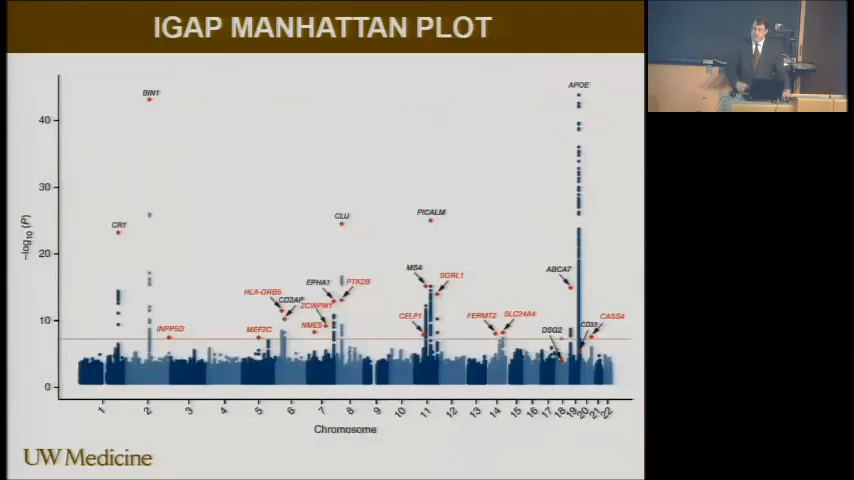 IGAP MANHATTAN PLOT
BIN1
APOE
40
30
CR1
CLU
PICALM
-log10 (P)
20
MS4
SORL1
ABCA7
EPHA1
PTK2B
HLA-DRB5
CD2AP
ZCWPW1
10
CELF1
FERMT2
SLC24A4
CASS4
INPP5D
MEF2C
NME8
DSG2
CD33
0
1 2 3 4 5 6 7 8 9 10 11 12 13 14 15 16 17 18 19 20 21 22
Chromosome
UW Medicine